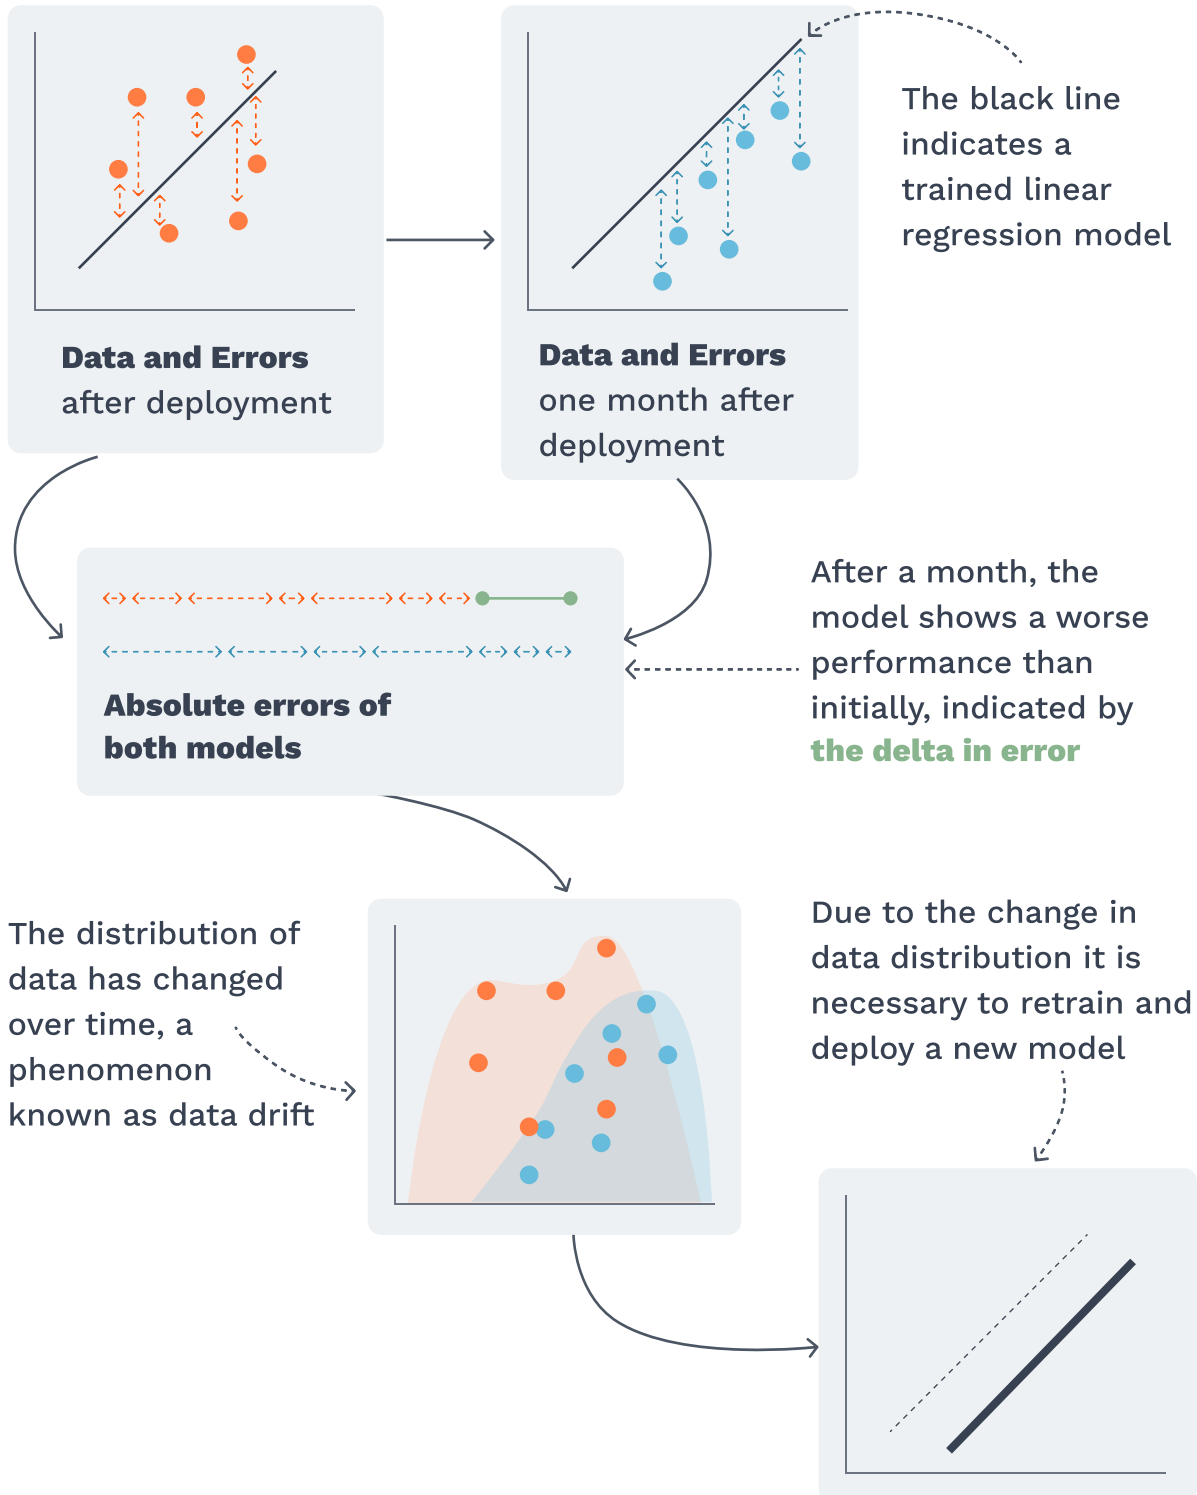 The black line
indicates a
trained linear
regression model
Data and Errors
after deployment
Data and Errors
one month after
deployment
After a month, the
model shows a worse
performance than
initially, indicated by
the delta in error
Absolute errors of
both models
The distribution of
data has changed
over time, a
phenomenon
known as data drift
Due to the change in
data distribution it is
necessary to retrain and
deploy a new model